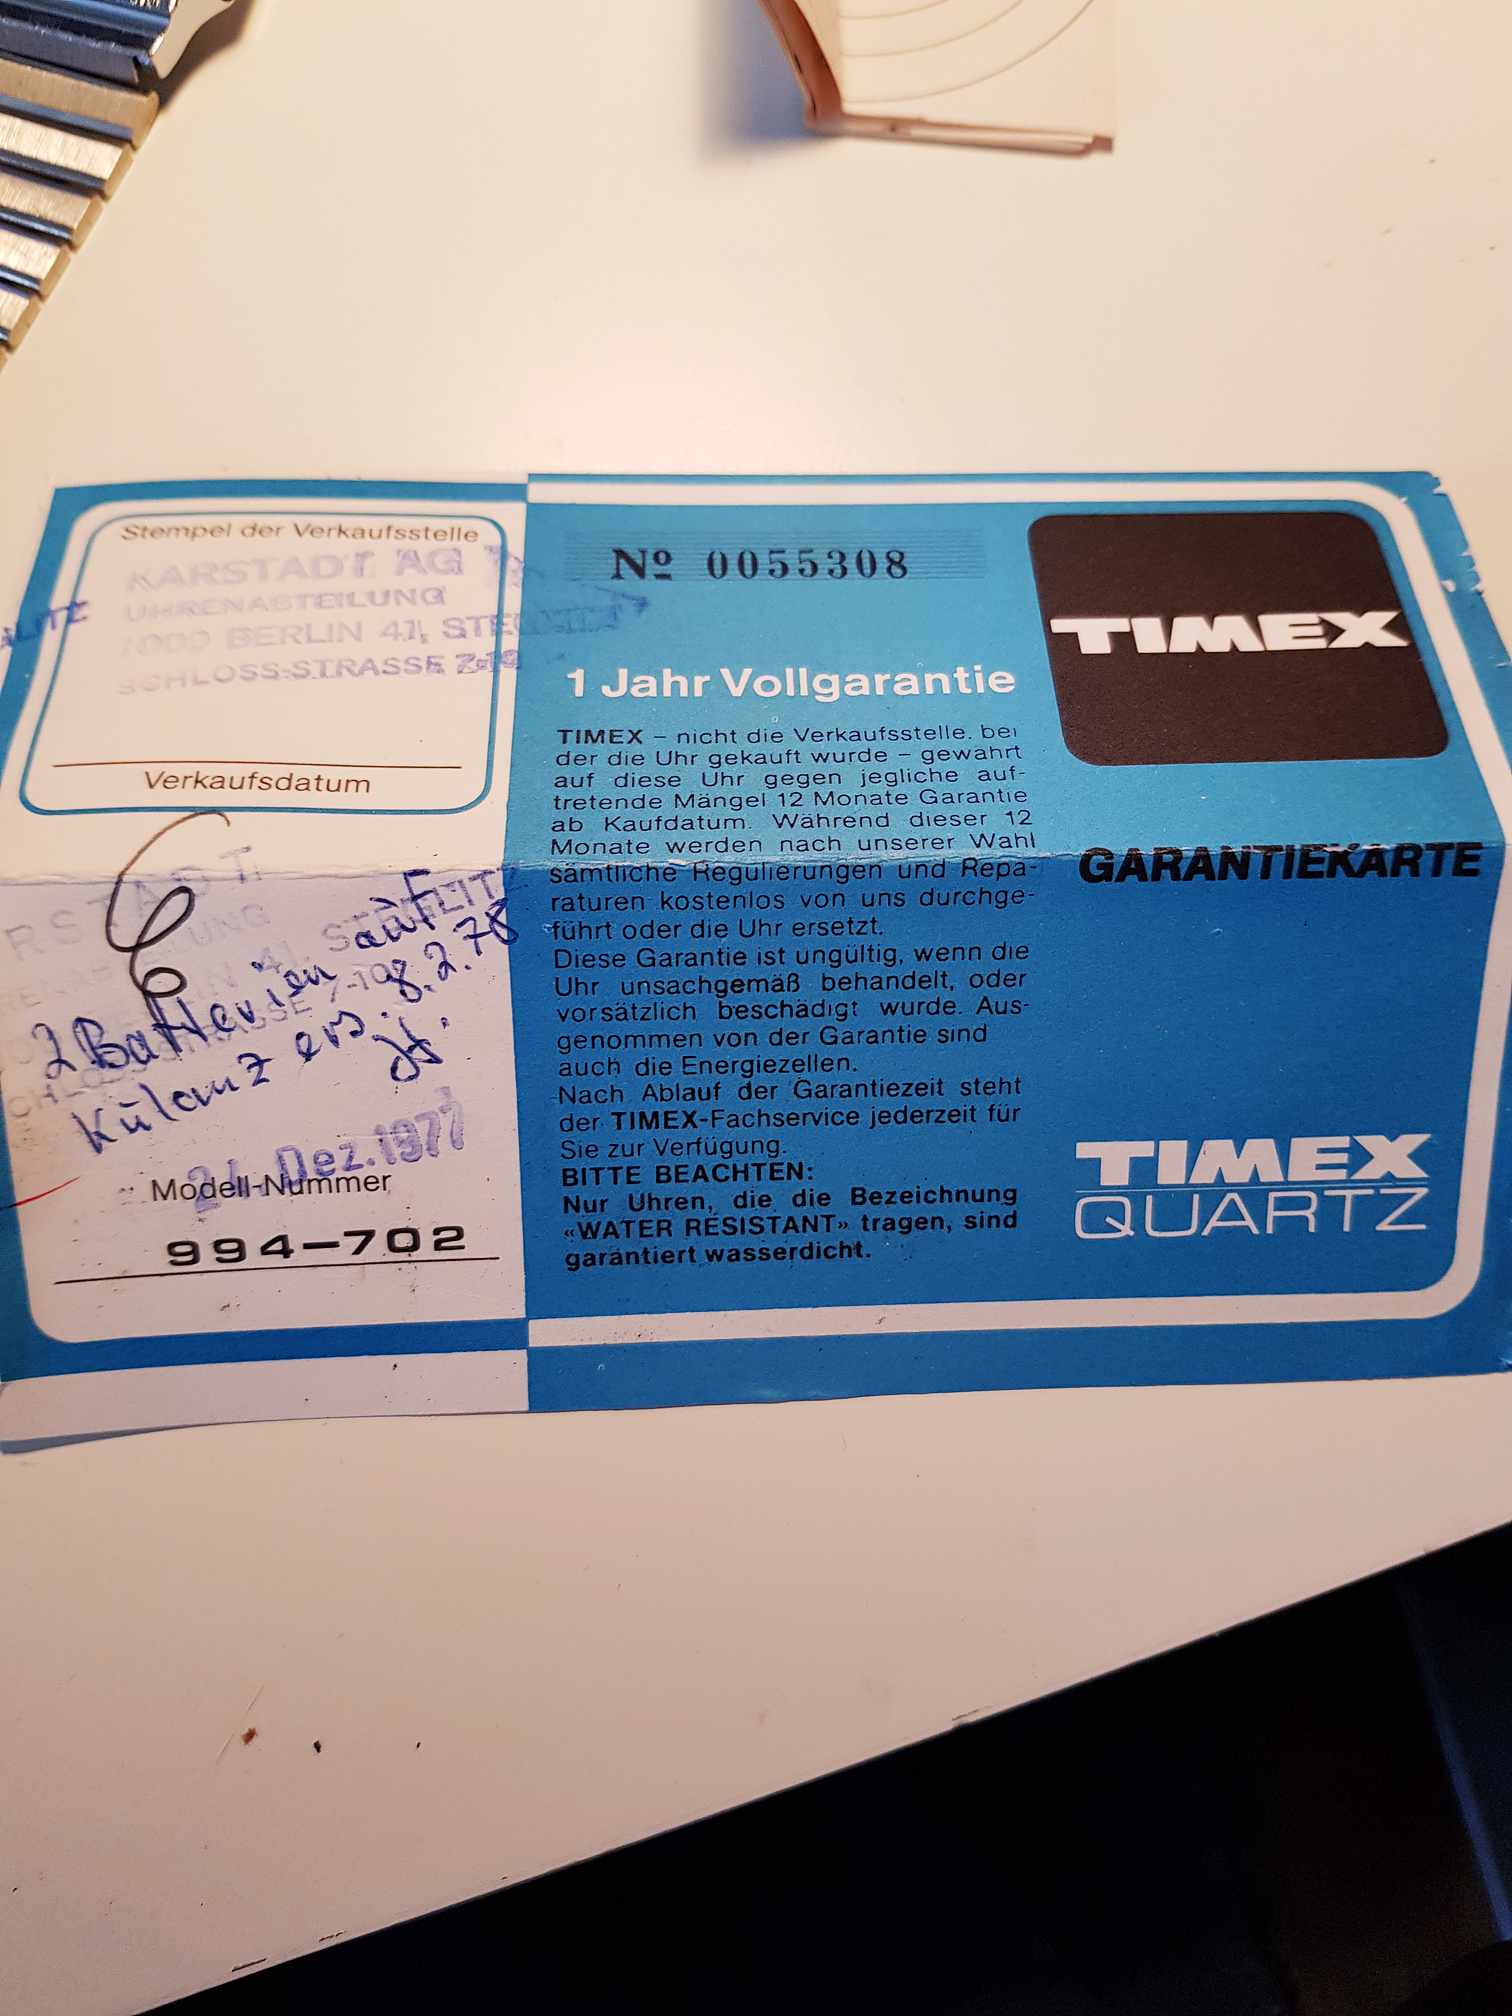 Stempel der Verkaufsstelle
KARSTADT AG
UHRENABTEILUNG
1000 BERLIN 41, STEGLITZ
SCHLOSS-STRASSE 7-10
Verkaufsdatum
2 Batterien auf
Kulanz ers. 8.2.78
Dez. 1977
Modell-Nummer
994-702
Nº 0055308
1 Jahr Vollgarantie
TIMEX – nicht die Verkaufsstelle. bei
der die Uhr gekauft wurde – gewährt
auf diese Uhr gegen jegliche auf-
tretende Mängel 12 Monate Garantie
ab Kaufdatum. Während dieser 12
Monate werden nach unserer Wahl
sämtliche Regulierungen und Repa-
raturen kostenlos von uns durchge-
führt oder die Uhr ersetzt.
Diese Garantie ist ungültig, wenn die
Uhr unsachgemäß behandelt, oder
vorsätzlich beschädigt wurde. Aus-
genommen von der Garantie sind
auch die Energiezellen.
Nach Ablauf der Garantiezeit steht
der TIMEX-Fachservice jederzeit für
Sie zur Verfügung.
BITTE BEACHTEN:
Nur Uhren, die die Bezeichnung
«WATER RESISTANT» tragen, sind
garantiert wasserdicht.
TIMEX
GARANTIEKARTE
TIMEX
QUARTZ